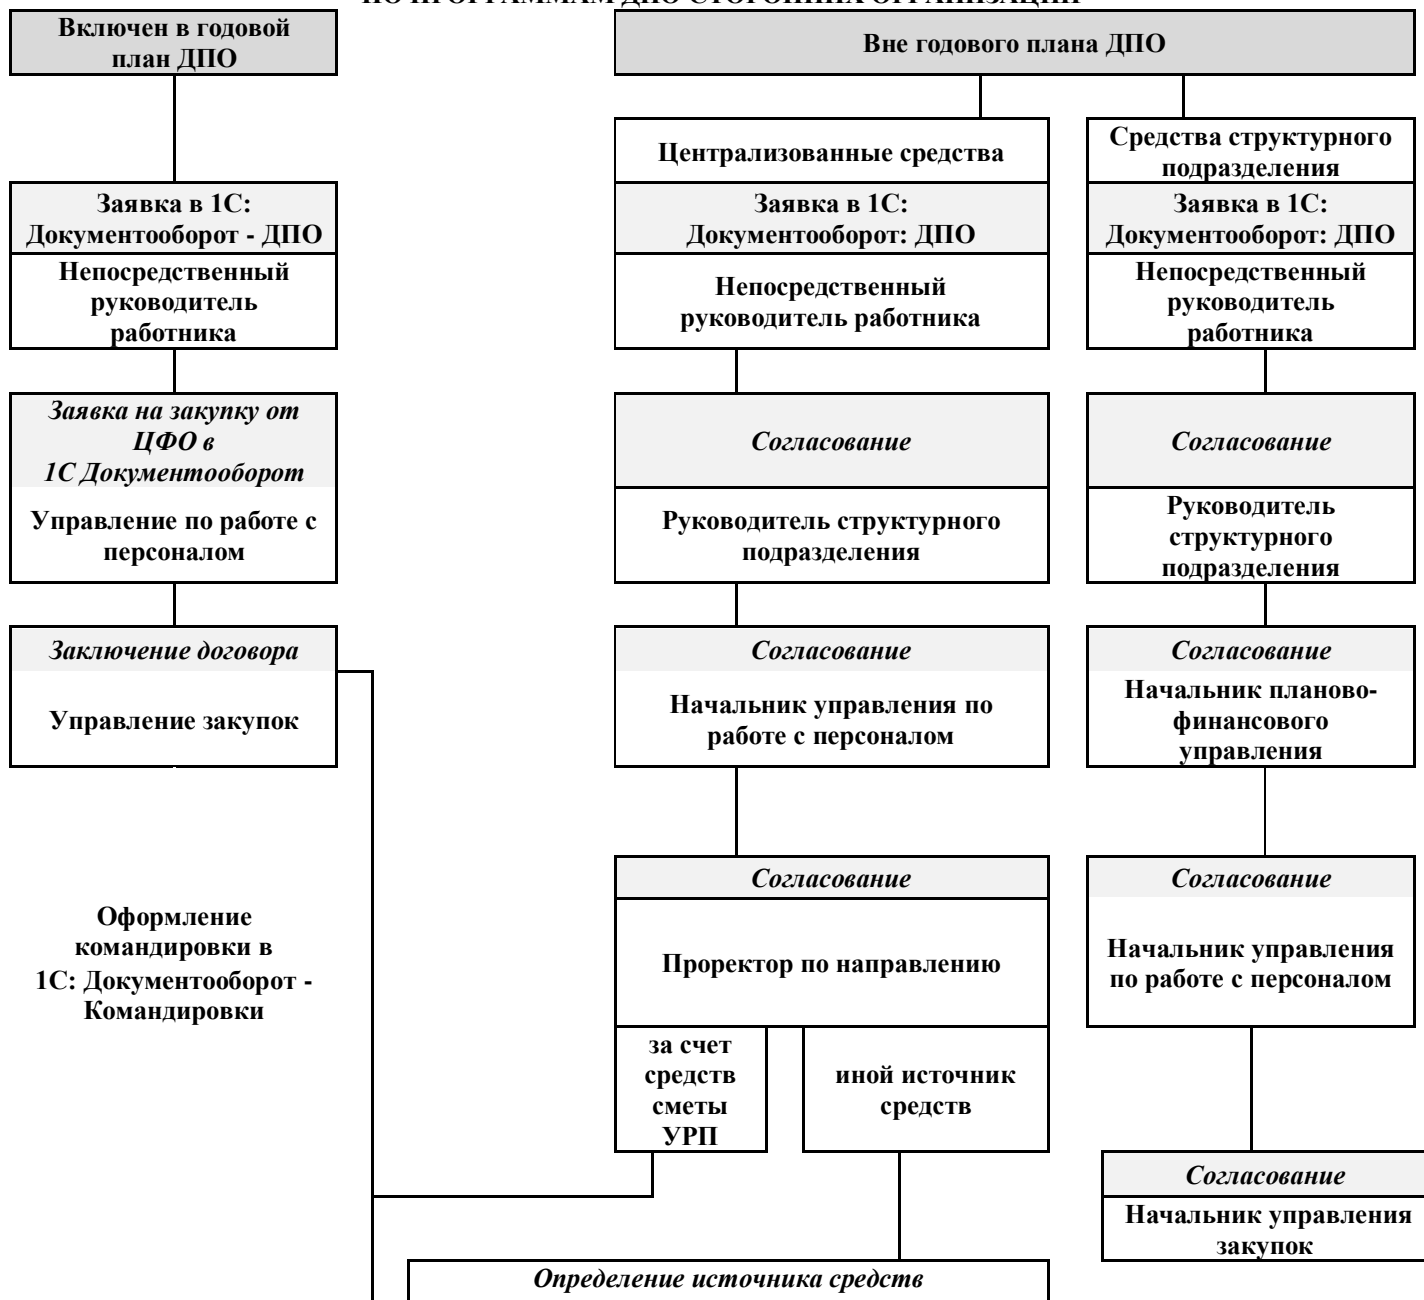 ПО ПРОГРАММАМ ДПО СТОРОННИХ ОРГАНИЗАЦИЙ
Включен в годовой
план ДПО
Вне годового плана ДПО
Централизованные средства
Средства структурного
подразделения
Заявка в 1С:
Документооборот - ДПО
Заявка в 1С:
Документооборот: ДПО
Заявка в 1С:
Документооборот: ДПО
Непосредственный
руководитель
работника
Непосредственный
руководитель работника
Непосредственный
руководитель
работника
Заявка на закупку от
ЦФО в
1С Документооборот
Согласование
Согласование
Управление по работе с
персоналом
Руководитель структурного
подразделения
Руководитель
структурного
подразделения
Заключение договора
Согласование
Согласование
Управление закупок
Начальник управления по
работе с персоналом
Начальник планово-
финансового
управления
Согласование
Согласование
Оформление
командировки в
1С: Документооборот -
Командировки
Проректор по направлению
Начальник управления
по работе с персоналом
за счет
средств
сметы
УРП
иной источник
средств
Согласование
Начальник управления
закупок
Определение источника средств